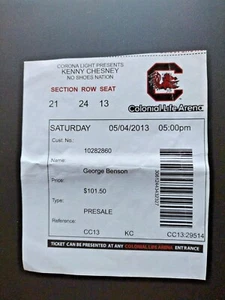 CORONA LIGHT PRESENTS
KENNY CHESNEY
NO SHOES NATION
SECTION ROW SEAT
21 24 13
C
Colonial Life Arena
SATURDAY 05/04/2013 05:00pm
Cust. No.:
10282860
Name:
George Benson
Price:
$101.50
Type:
PRESALE
Reference:
CC13 KC CC13:29514
TICKET CAN BE PRESENTED AT ANY COLONIAL LIFE ARENA ENTRANCE